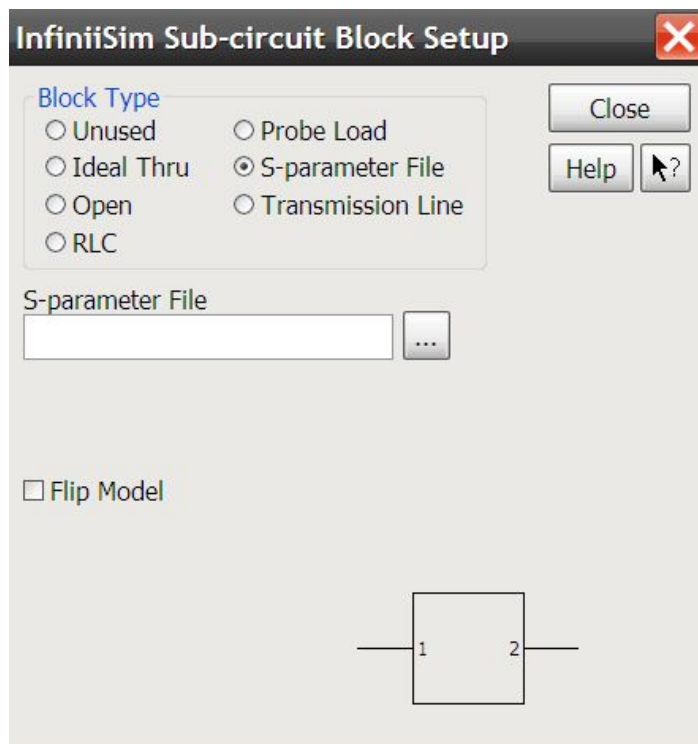 InfiniiSim Sub-circuit Block Setup
Block Type
Unused
Probe Load
Ideal Thru
S-parameter File
Open
Transmission Line
RLC
Close
Help
?
S-parameter File
...
Flip Model
1
2